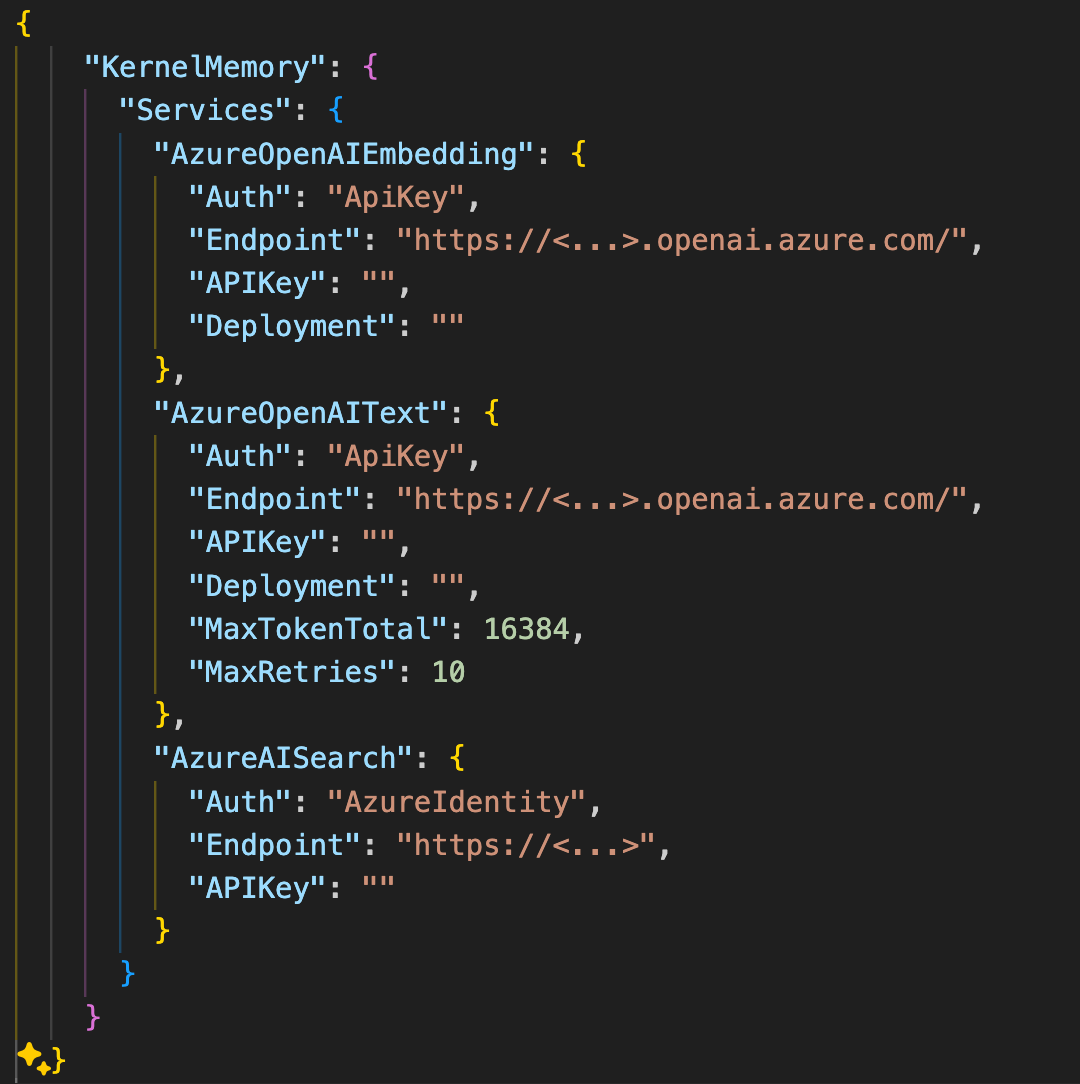 {
"KernelMemory": {
"Services": {
"AzureOpenAIEmbedding": {
"Auth": "ApiKey",
"Endpoint": "https://<...>.openai.azure.com/",
"APIKey": "",
"Deployment": ""
},
"AzureOpenAIText": {
"Auth": "ApiKey",
"Endpoint": "https://<...>.openai.azure.com/",
"APIKey": "",
"Deployment": "",
"MaxTokenTotal": 16384,
"MaxRetries": 10
},
"AzureAISearch": {
"Auth": "AzureIdentity",
"Endpoint": "https://<...>",
"APIKey": ""
}
}
}
}